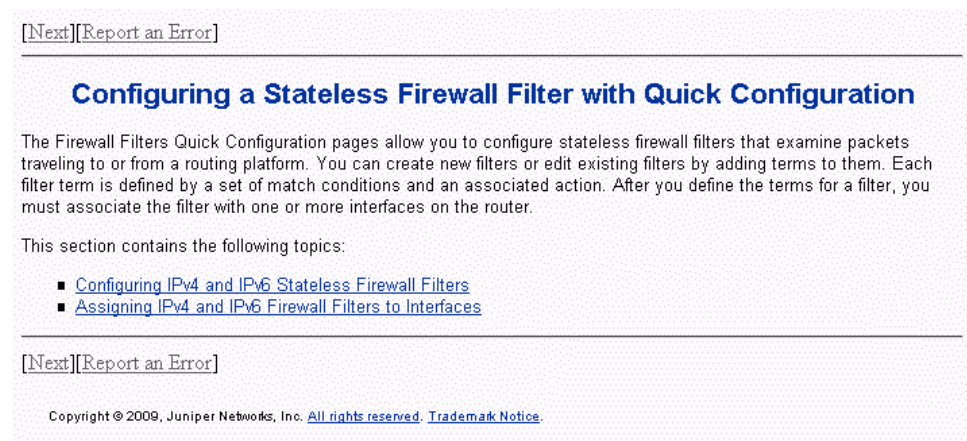 [Next][Report an Error]
Configuring a Stateless Firewall Filter with Quick Configuration
The Firewall Filters Quick Configuration pages allow you to configure stateless firewall filters that examine packets
traveling to or from a routing platform. You can create new filters or edit existing filters by adding terms to them. Each
filter term is defined by a set of match conditions and an associated action. After you define the terms for a filter, you
must associate the filter with one or more interfaces on the router.
This section contains the following topics:
▪ Configuring IPv4 and IPv6 Stateless Firewall Filters
▪ Assigning IPv4 and IPv6 Firewall Filters to Interfaces
[Next][Report an Error]
Copyright © 2009, Juniper Networks, Inc. All rights reserved. Trademark Notice.